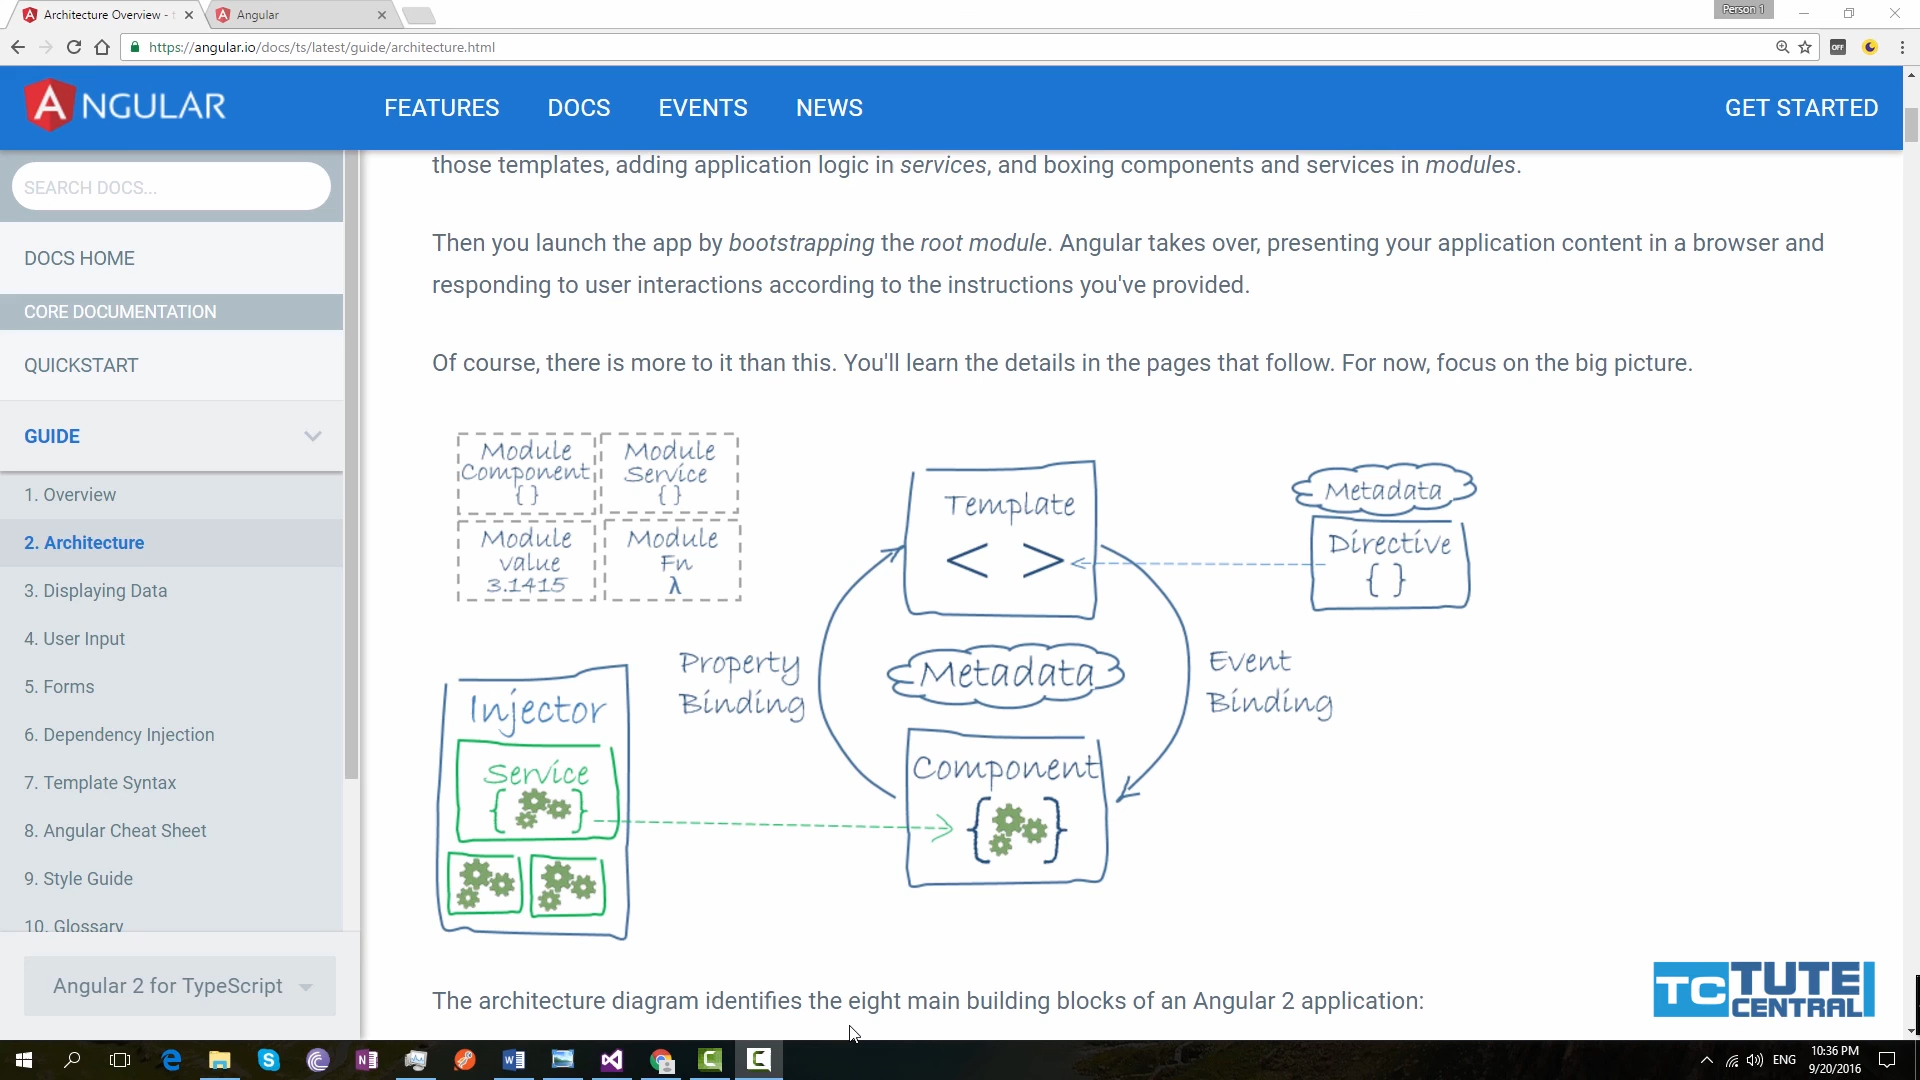 Architecture Overview - t
Angular
Person 1
https://angular.io/docs/ts/latest/guide/architecture.html
OFF
ANGULAR
FEATURES
DOCS
EVENTS
NEWS
GET STARTED
SEARCH DOCS...
DOCS HOME
CORE DOCUMENTATION
QUICKSTART
GUIDE
1. Overview
2. Architecture
3. Displaying Data
4. User Input
5. Forms
6. Dependency Injection
7. Template Syntax
8. Angular Cheat Sheet
9. Style Guide
10. Glossary
Angular 2 for TypeScript
those templates, adding application logic in services, and boxing components and services in modules.
Then you launch the app by bootstrapping the root module. Angular takes over, presenting your application content in a browser and
responding to user interactions according to the instructions you've provided.
Of course, there is more to it than this. You'll learn the details in the pages that follow. For now, focus on the big picture.
Module
Component
{ }
Module
Service
{ }
Module
value
3.1415
Module
Fn
λ
Template
< >
Metadata
Directive
{ }
Property
Binding
Metadata
Event
Binding
Injector
Service
{ }
Component
{ }
The architecture diagram identifies the eight main building blocks of an Angular 2 application:
TC TUTE
CENTRAL
ENG
10:36 PM
9/20/2016